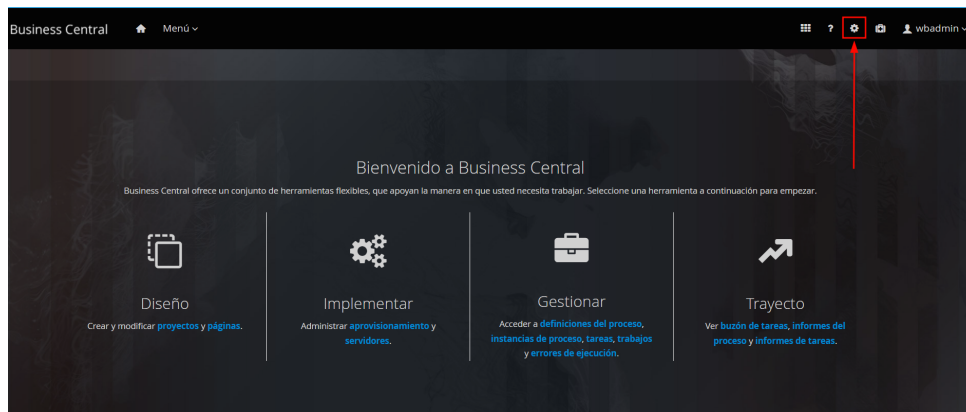 Business Central Menú ? wbadmin
Bienvenido a Business Central
Business Central ofrece un conjunto de herramientas flexibles, que apoyan la manera en que usted necesita trabajar. Seleccione una herramienta a continuación para empezar.
Diseño
Crear y modificar proyectos y páginas.
Implementar
Administrar aprovisionamiento y
servidores.
Gestionar
Acceder a definiciones del proceso,
instancias de proceso, tareas, trabajos
y errores de ejecución.
Trayecto
Ver buzón de tareas, informes del
proceso y informes de tareas.